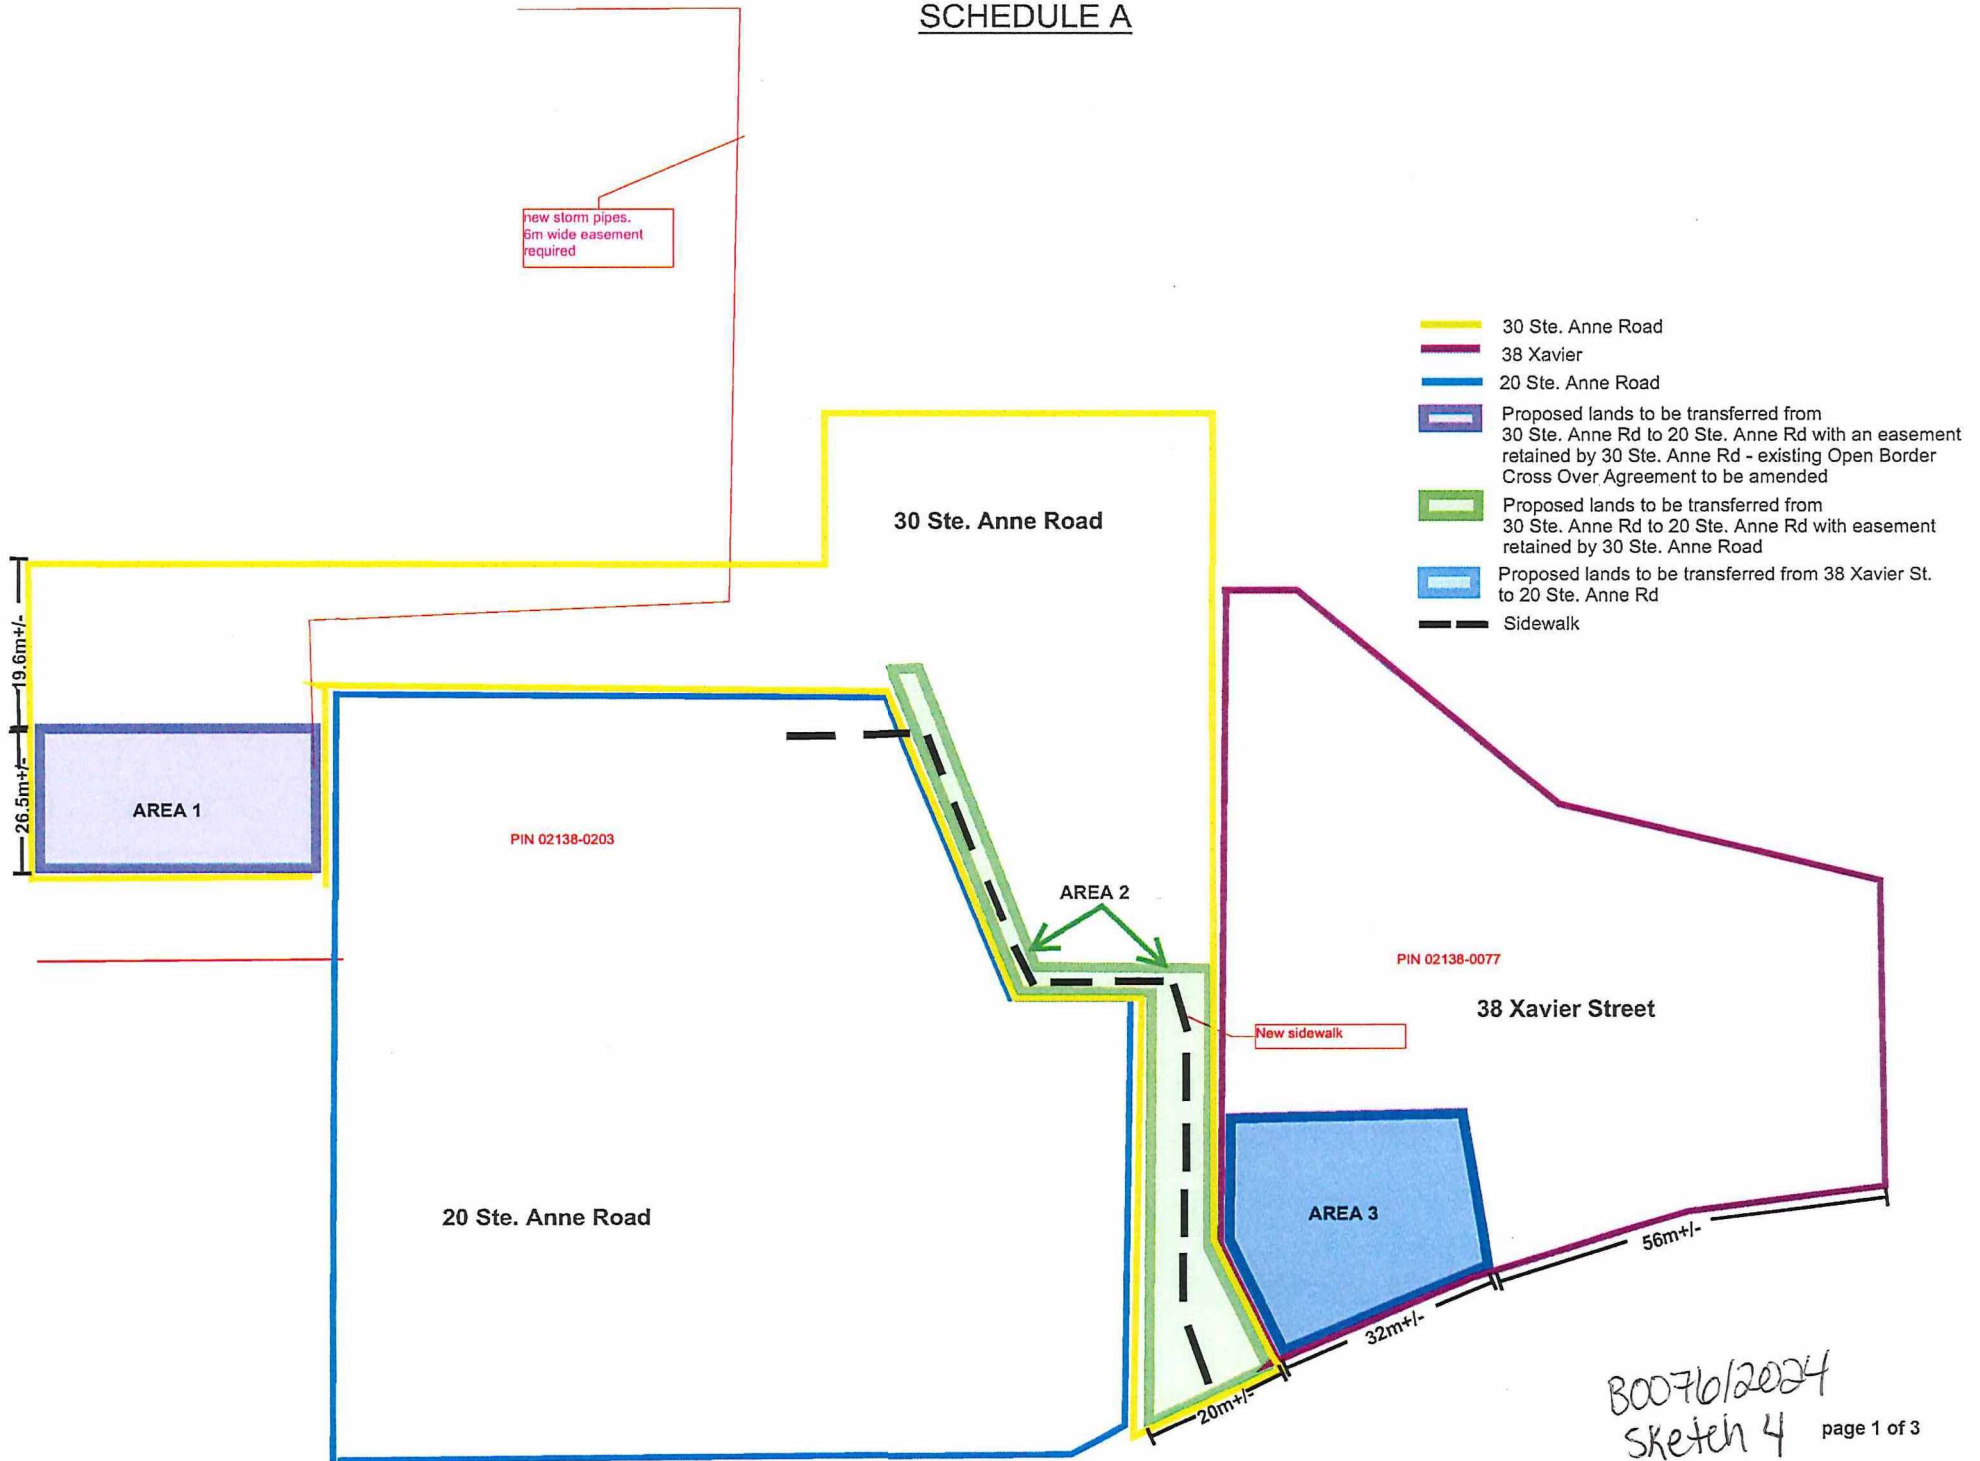 SCHEDULE A
new storm pipes.
6m wide easement
required
30 Ste. Anne Road
38 Xavier
20 Ste. Anne Road
Proposed lands to be transferred from
30 Ste. Anne Rd to 20 Ste. Anne Rd with an easement
retained by 30 Ste. Anne Rd - existing Open Border
Cross Over Agreement to be amended
Proposed lands to be transferred from
30 Ste. Anne Rd to 20 Ste. Anne Rd with easement
retained by 30 Ste. Anne Road
Proposed lands to be transferred from 38 Xavier St.
to 20 Ste. Anne Rd
Sidewalk
30 Ste. Anne Road
19.6m+/-
26.5m+/-
AREA 1
PIN 02138-0203
AREA 2
PIN 02138-0077
38 Xavier Street
New sidewalk
20 Ste. Anne Road
AREA 3
56m+/-
32m+/-
20m+/-
B0076/2024
Sketch 4
page 1 of 3